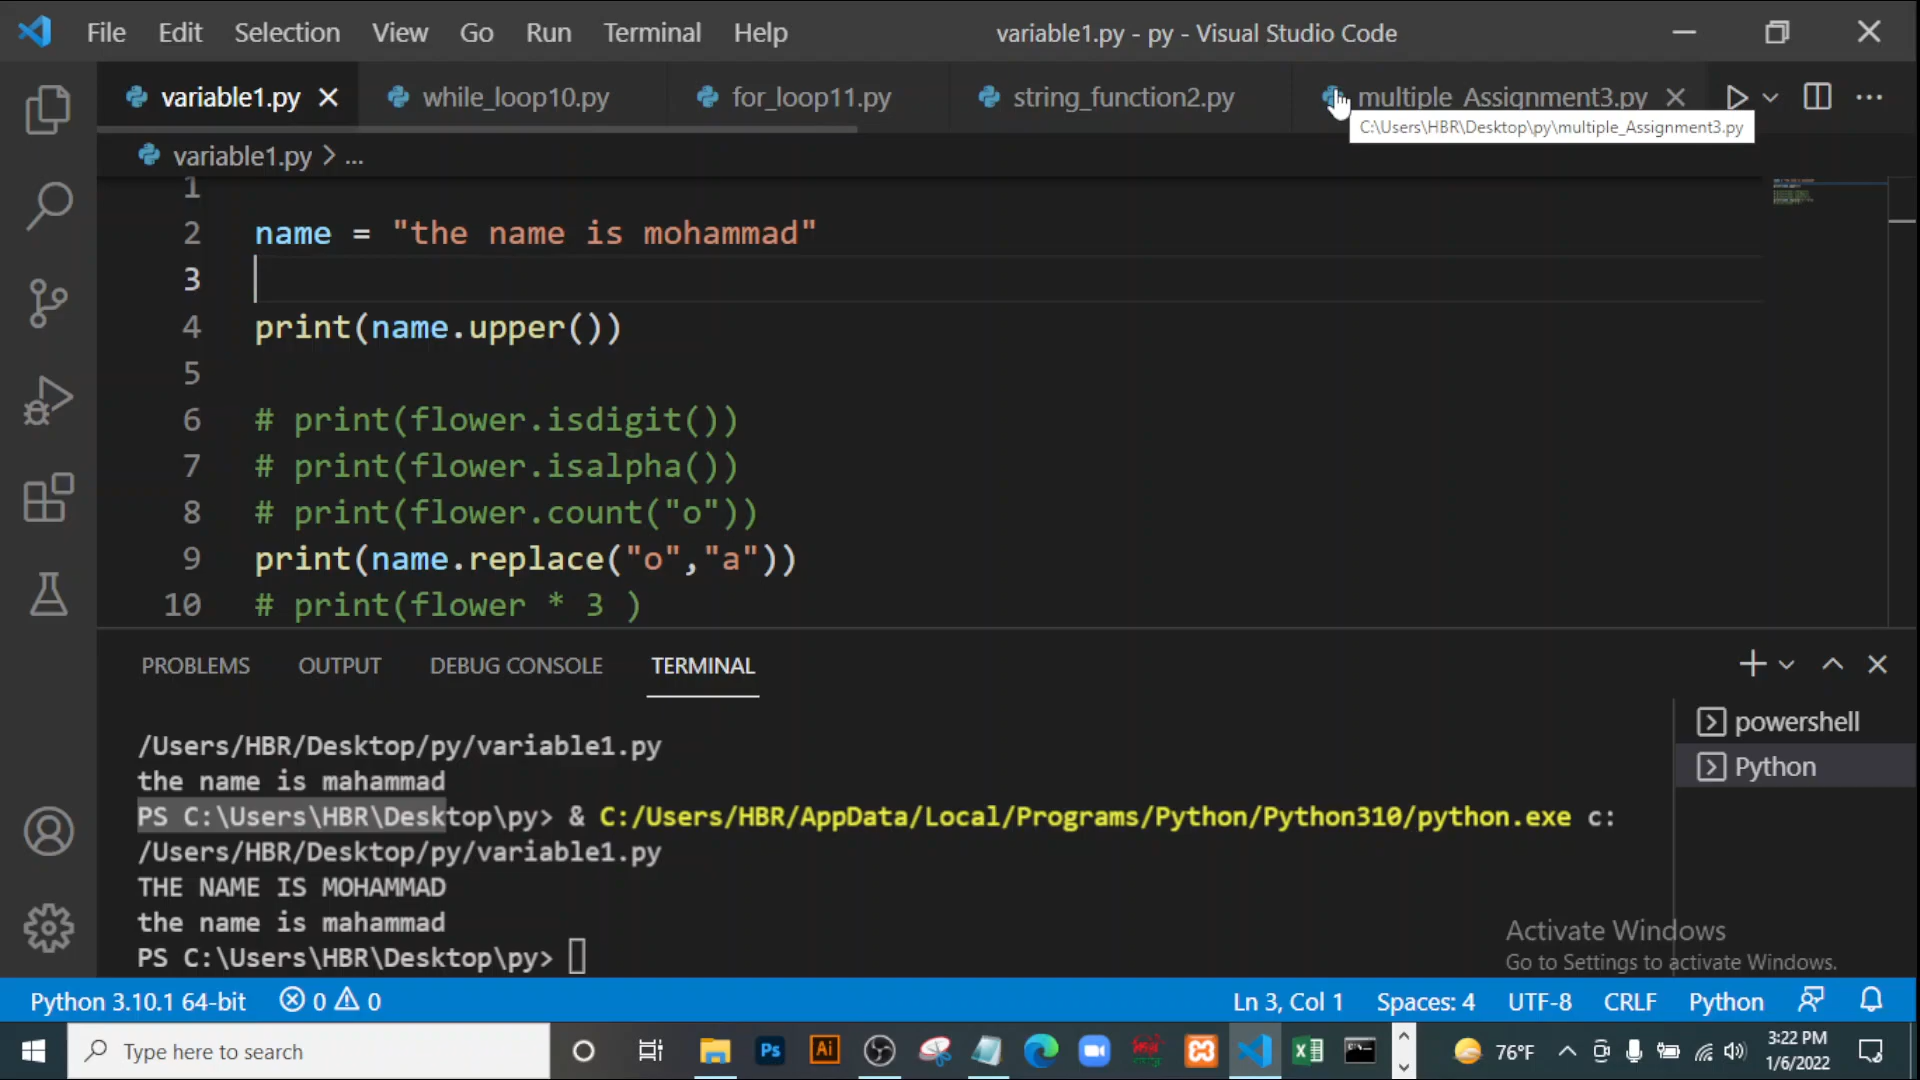 File Edit Selection View Go Run Terminal Help variable1.py - py - Visual Studio Code
variable1.py while_loop10.py for_loop11.py string_function2.py multiple_Assignment3.py
C:\Users\HBR\Desktop\py\multiple_Assignment3.py
variable1.py > ...
1
2 name = "the name is mohammad"
3
4 print(name.upper())
5
6 # print(flower.isdigit())
7 # print(flower.isalpha())
8 # print(flower.count("o"))
9 print(name.replace("o","a"))
10 # print(flower * 3 )
PROBLEMS OUTPUT DEBUG CONSOLE TERMINAL
powershell
Python
/Users/HBR/Desktop/py/variable1.py
the name is mahammad
PS C:\Users\HBR\Desktop\py> & C:/Users/HBR/AppData/Local/Programs/Python/Python310/python.exe c:
/Users/HBR/Desktop/py/variable1.py
THE NAME IS MOHAMMAD
the name is mahammad
PS C:\Users\HBR\Desktop\py>
Activate Windows
Go to Settings to activate Windows.
Python 3.10.1 64-bit 0 0 Ln 3, Col 1 Spaces: 4 UTF-8 CRLF Python
Type here to search Ps Ai 76°F 3:22 PM
1/6/2022